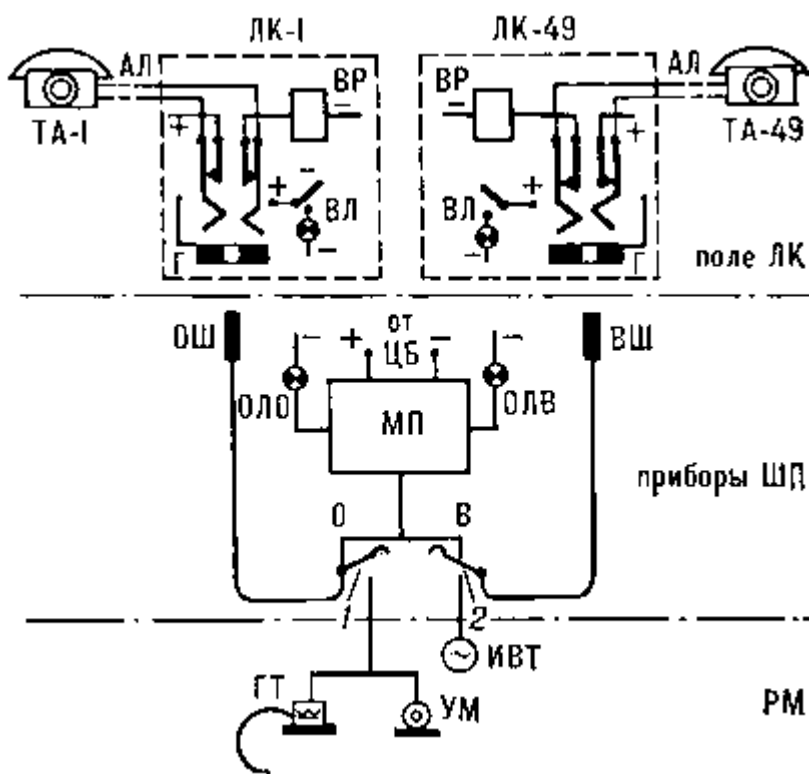 ЛК-1 ЛК-49
АЛ ВР ВР АЛ
ТА-1 + − − + ТА-49
+ − ВЛ ВЛ +
Г − − Г поле ЛК
ОШ − + от ЦБ − − ВШ
ОЛО МП ОЛВ
приборы ШП
О В
1 2
ИВТ
ГТ УМ РМ